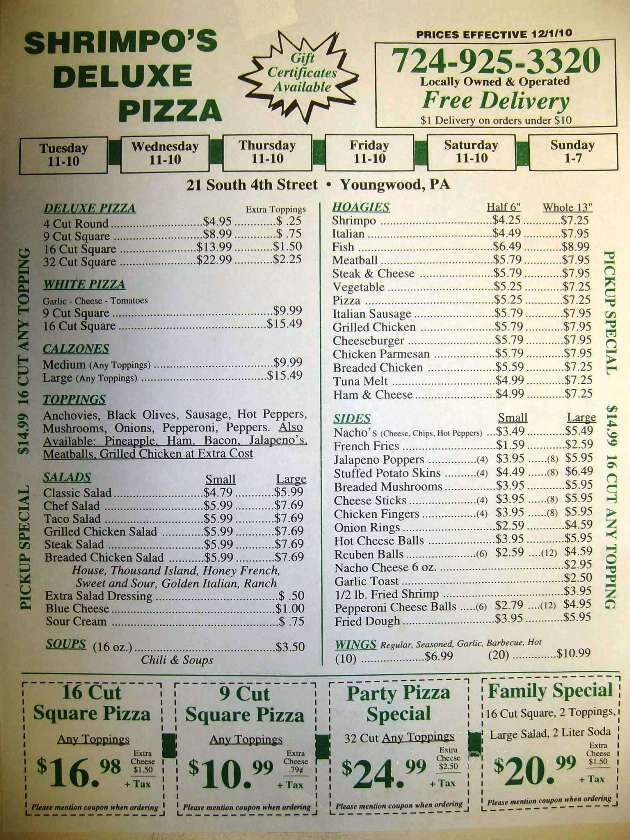 SHRIMPO'S
DELUXE
PIZZA
Gift
Certificates
Available
PRICES EFFECTIVE 12/1/10
724-925-3320
Locally Owned & Operated
Free Delivery
$1 Delivery on orders under $10
Tuesday
11-10
Wednesday
11-10
Thursday
11-10
Friday
11-10
Saturday
11-10
Sunday
1-7
21 South 4th Street • Youngwood, PA
PICKUP SPECIAL $14.99 16 CUT ANY TOPPING
DELUXE PIZZA Extra Toppings
4 Cut Round $4.95 $ .25
9 Cut Square $8.99 $ .75
16 Cut Square $13.99 $1.50
32 Cut Square $22.99 $2.25
WHITE PIZZA
Garlic - Cheese - Tomatoes
9 Cut Square $9.99
16 Cut Square $15.49
CALZONES
Medium (Any Toppings) $9.99
Large (Any Toppings) $15.49
TOPPINGS
Anchovies, Black Olives, Sausage, Hot Peppers,
Mushrooms, Onions, Pepperoni, Peppers. Also
Available: Pineapple, Ham, Bacon, Jalapeno's,
Meatballs, Grilled Chicken at Extra Cost
SALADS Small Large
Classic Salad $4.79 $5.99
Chef Salad $5.99 $7.69
Taco Salad $5.99 $7.69
Grilled Chicken Salad $5.99 $7.69
Steak Salad $5.99 $7.69
Breaded Chicken Salad $5.99 $7.69
House, Thousand Island, Honey French,
Sweet and Sour, Golden Italian, Ranch
Extra Salad Dressing $ .50
Blue Cheese $1.00
Sour Cream $ .75
SOUPS (16 oz.) $3.50
Chili & Soups
HOAGIES Half 6" Whole 13"
Shrimpo $4.25 $7.25
Italian $4.49 $7.95
Fish $6.49 $8.99
Meatball $5.79 $7.95
Steak & Cheese $5.79 $7.95
Vegetable $5.25 $7.25
Pizza $5.25 $7.25
Italian Sausage $5.79 $7.95
Grilled Chicken $5.79 $7.95
Cheeseburger $5.79 $7.95
Chicken Parmesan $5.79 $7.95
Breaded Chicken $5.59 $7.25
Tuna Melt $4.99 $7.25
Ham & Cheese $4.99 $7.25
SIDES Small Large
Nacho's (Cheese, Chips, Hot Peppers) $3.49 $5.49
French Fries $1.59 $2.59
Jalapeno Poppers (4) $3.95 (8) $5.95
Stuffed Potato Skins (4) $4.49 (8) $6.49
Breaded Mushrooms $3.95 $5.95
Cheese Sticks (4) $3.95 (8) $5.95
Chicken Fingers (4) $3.95 (8) $5.95
Onion Rings $2.59 $4.59
Hot Cheese Balls $3.95 $5.95
Reuben Balls (6) $2.59 (12) $4.59
Nacho Cheese 6 oz. $2.95
Garlic Toast $2.50
1/2 lb. Fried Shrimp $3.95
Pepperoni Cheese Balls (6) $2.79 (12) $4.95
Fried Dough $3.95 $5.95
WINGS Regular, Seasoned, Garlic, Barbecue, Hot
(10) $6.99 (20) $10.99
PICKUP SPECIAL $14.99 16 CUT ANY TOPPING
16 Cut
Square Pizza
Any Toppings
$16.98
Extra Cheese $1.50
+ Tax
Please mention coupon when ordering
9 Cut
Square Pizza
Any Toppings
$10.99
Extra Cheese .79¢
+ Tax
Please mention coupon when ordering
Party Pizza
Special
32 Cut Any Toppings
$24.99
Extra Cheese $2.50
+ Tax
Please mention coupon when ordering
Family Special
16 Cut Square, 2 Toppings,
Large Salad, 2 Liter Soda
$20.99
Extra Cheese $1.50
+ Tax
Please mention coupon when ordering